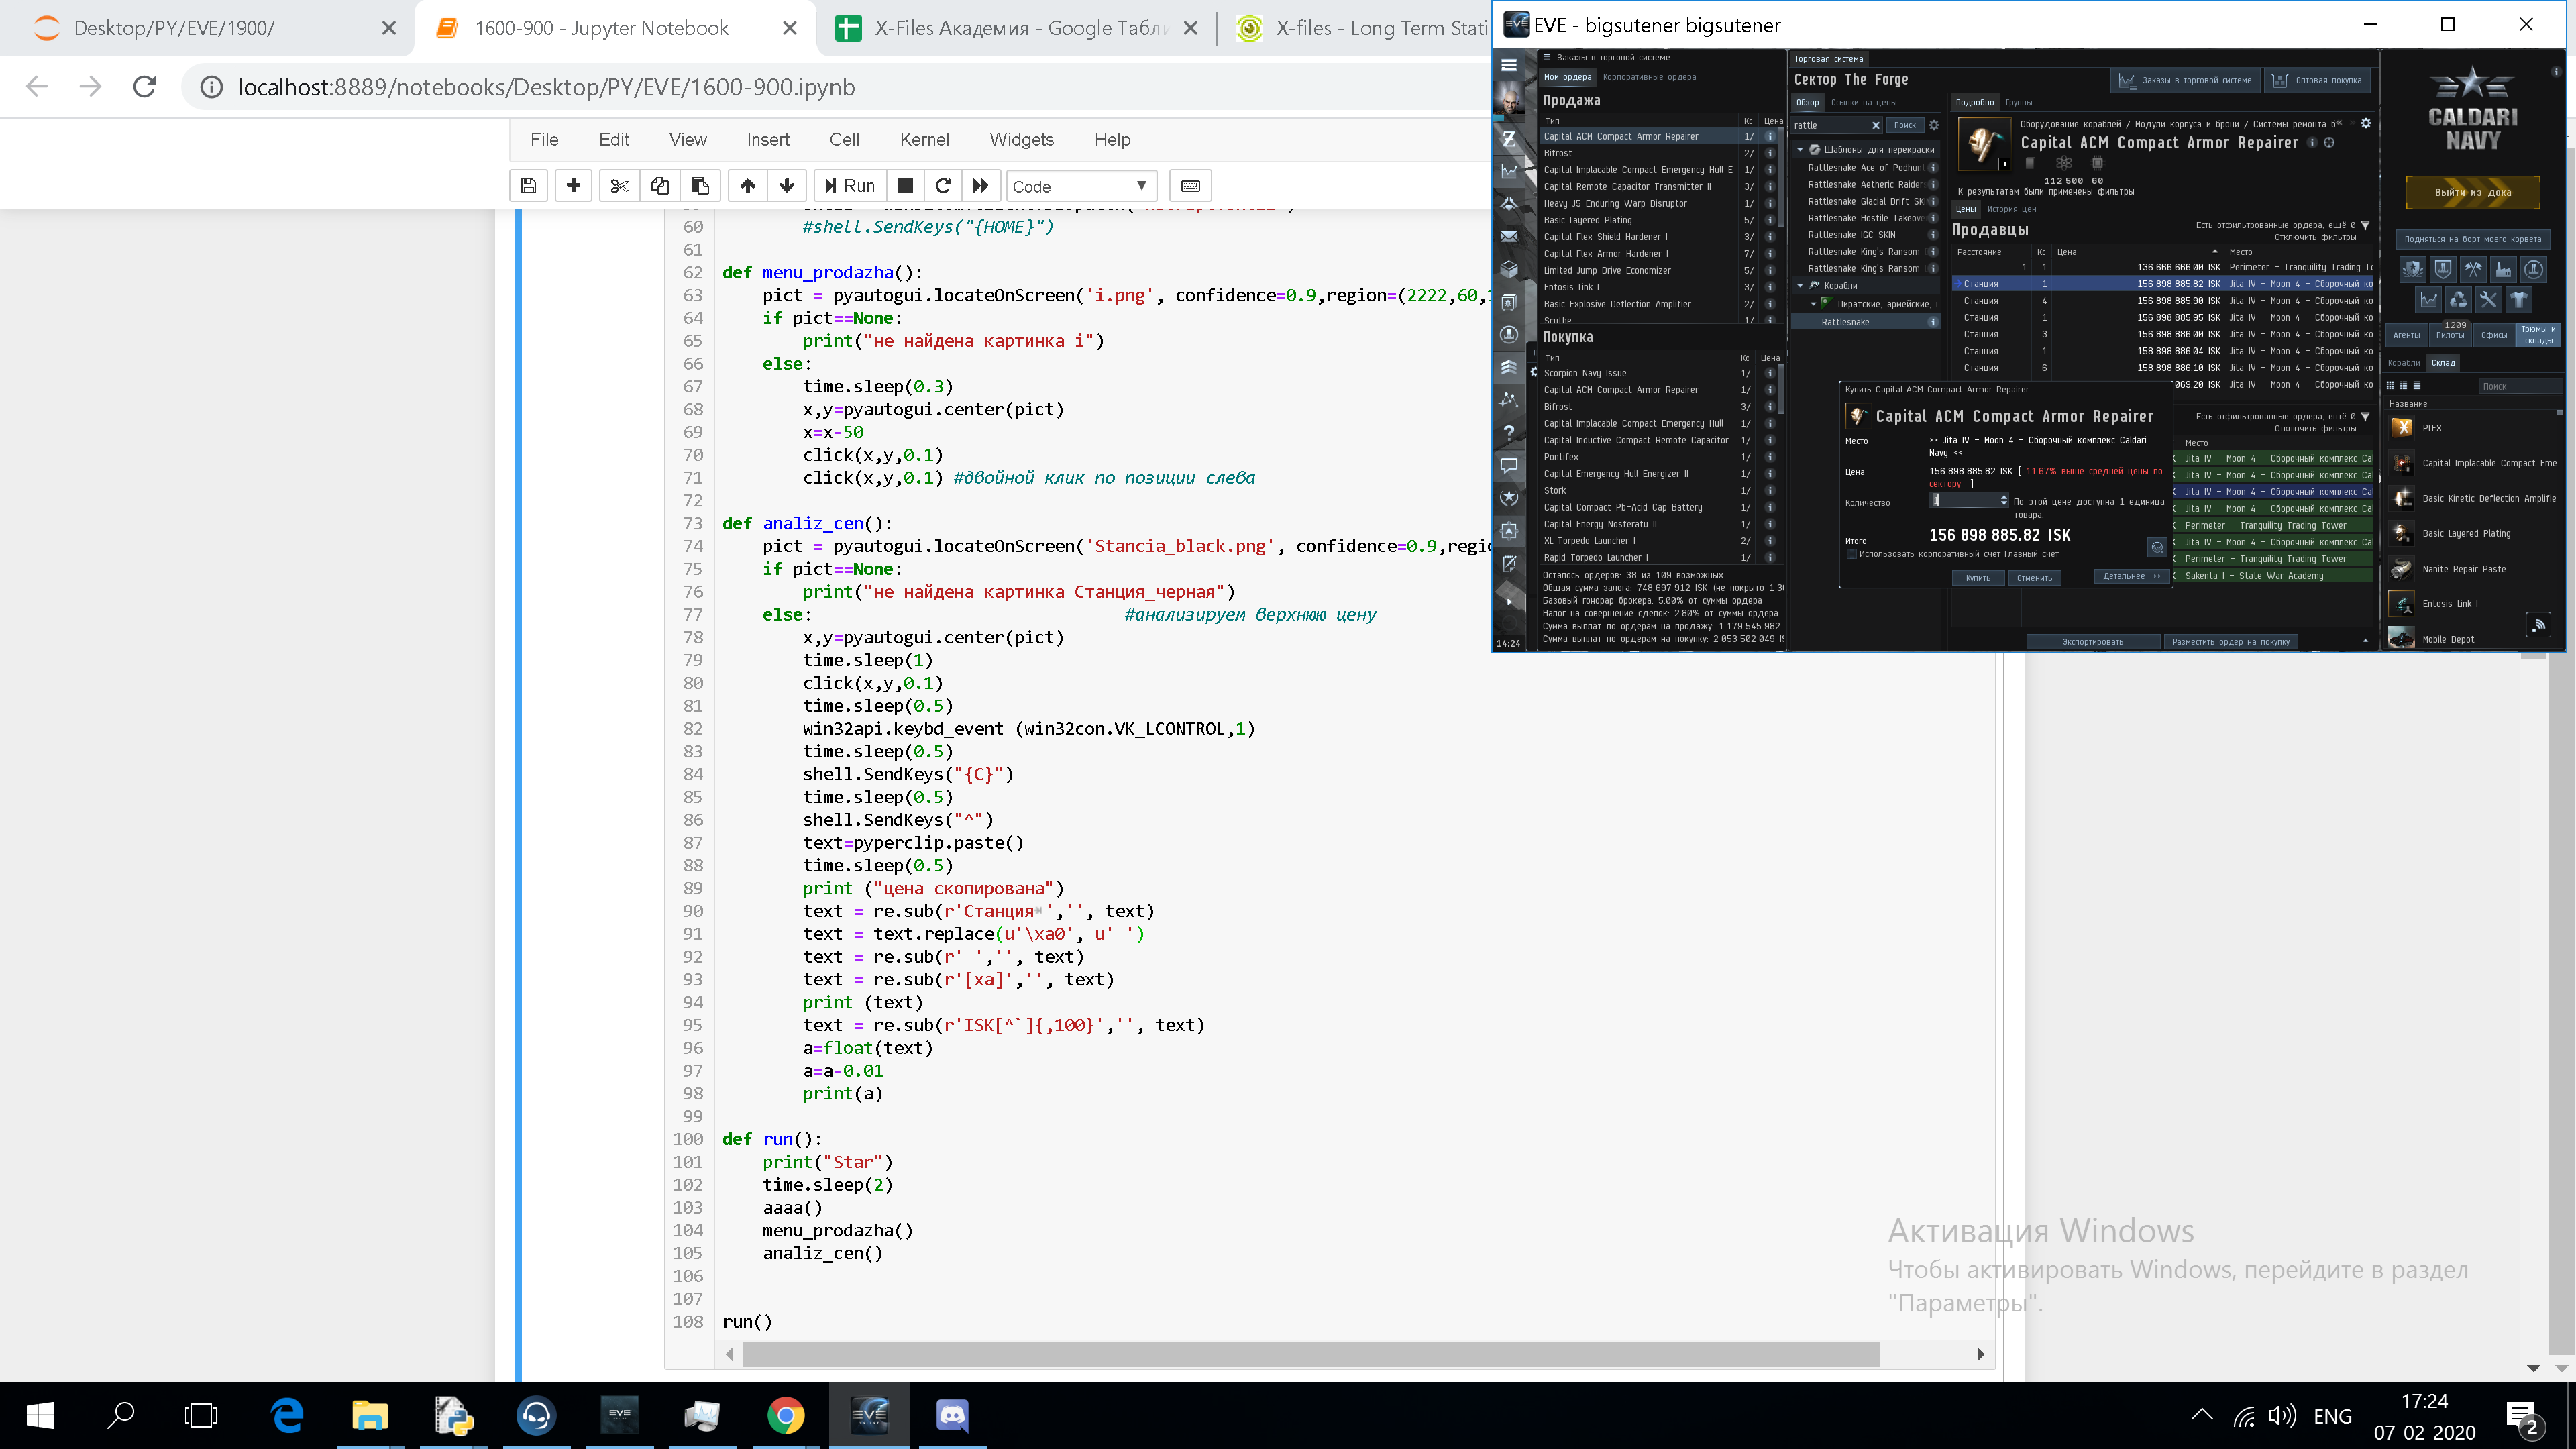 Desktop/PY/EVE/1900/
1600-900 - Jupyter Notebook
X-Files Академия - Google Табли
X-files - Long Term Stati
localhost:8889/notebooks/Desktop/PY/EVE/1600-900.ipynb
File Edit View Insert Cell Kernel Widgets Help
Run
Code
60 #shell.SendKeys("{HOME}")
61
62 def menu_prodazha():
63 pict = pyautogui.locateOnScreen('i.png', confidence=0.9,region=(2222,60,1
64 if pict==None:
65 print("не найдена картинка i")
66 else:
67 time.sleep(0.3)
68 x,y=pyautogui.center(pict)
69 x=x-50
70 click(x,y,0.1)
71 click(x,y,0.1) #двойной клик по позиции слева
72
73 def analiz_cen():
74 pict = pyautogui.locateOnScreen('Stancia_black.png', confidence=0.9,regio
75 if pict==None:
76 print("не найдена картинка Станция_черная")
77 else: #анализируем верхнюю цену
78 x,y=pyautogui.center(pict)
79 time.sleep(1)
80 click(x,y,0.1)
81 time.sleep(0.5)
82 win32api.keybd_event (win32con.VK_LCONTROL,1)
83 time.sleep(0.5)
84 shell.SendKeys("{C}")
85 time.sleep(0.5)
86 shell.SendKeys("^")
87 text=pyperclip.paste()
88 time.sleep(0.5)
89 print ("цена скопирована")
90 text = re.sub(r'Станция*','', text)
91 text = text.replace(u'\xa0', u' ')
92 text = re.sub(r' ','', text)
93 text = re.sub(r'[xa]','', text)
94 print (text)
95 text = re.sub(r'ISK[^`]{,100}','', text)
96 a=float(text)
97 a=a-0.01
98 print(a)
99
100 def run():
101 print("Star")
102 time.sleep(2)
103 aaaa()
104 menu_prodazha()
105 analiz_cen()
106
107
108 run()
EVE - bigsutener bigsutener
Заказы в торговой системе
Мои ордера Корпоративные ордера
Продажа
Тип Кс Цена
Capital ACM Compact Armor Repairer 1/
Bifrost 2/
Capital Implacable Compact Emergency Hull E 1/
Capital Remote Capacitor Transmitter II 3/
Heavy J5 Enduring Warp Disruptor 1/
Basic Layered Plating 5/
Capital Flex Shield Hardener I 3/
Capital Flex Armor Hardener I 7/
Limited Jump Drive Economizer 5/
Entosis Link I 3/
Basic Explosive Deflection Amplifier 2/
Scythe 1/
Покупка
Тип Кс Цена
Scorpion Navy Issue 1/
Capital ACM Compact Armor Repairer 1/
Bifrost 3/
Capital Implacable Compact Emergency Hull 1/
Capital Inductive Compact Remote Capacitor 1/
Pontifex 1/
Capital Emergency Hull Energizer II 1/
Stork 1/
Capital Compact Pb-Acid Cap Battery 1/
Capital Energy Nosferatu II 1/
XL Torpedo Launcher I 2/
Rapid Torpedo Launcher I 1/
Осталось ордеров: 38 из 109 возможных
Общая сумма залога: 748 697 912 ISK (не покрыто 1 30
Базовый гонорар брокера: 5.00% от суммы ордера
Налог на совершение сделок: 2.80% от суммы ордера
Сумма выплат по ордерам на продажу: 1 179 545 982
Сумма выплат по ордерам на покупку: 2 053 502 049 IS
14:24
Торговая система
Сектор The Forge
Заказы в торговой системе
Оптовая покупка
Обзор Ссылки на цены
rattle
Поиск
Шаблоны для перекраски
Rattlesnake Ace of Podhun
Rattlesnake Aetheric Raider
Rattlesnake Glacial Drift SKI
Rattlesnake Hostile Takeov
Rattlesnake IGC SKIN
Rattlesnake King's Ransom
Rattlesnake King's Ransom
Корабли
Пиратские, армейские,
Rattlesnake
Подробно Группы
Оборудование кораблей / Модули корпуса и брони / Системы ремонта б
Capital ACM Compact Armor Repairer
112 500 60
К результатам были применены фильтры
Цены История цен
Продавцы
Есть отфильтрованные ордера, ещё 0
Отключить фильтры
Расстояние Кс Цена Место
1 1 136 666 666.00 ISK Perimeter - Tranquility Trading To
Станция 1 156 898 885.82 ISK Jita IV - Moon 4 - Сборочный ко
Станция 4 156 898 885.90 ISK Jita IV - Moon 4 - Сборочный ко
Станция 1 156 898 885.95 ISK Jita IV - Moon 4 - Сборочный ко
Станция 3 156 898 886.00 ISK Jita IV - Moon 4 - Сборочный ко
Станция 1 158 898 886.04 ISK Jita IV - Moon 4 - Сборочный ко
Станция 6 158 898 886.10 ISK Jita IV - Moon 4 - Сборочный ко
069.20 ISK Jita IV - Moon 4 - Сборочный ко
Есть отфильтрованные ордера, ещё 0
Отключить фильтры
Место
Jita IV - Moon 4 - Сборочный комплекс Ca
Jita IV - Moon 4 - Сборочный комплекс Ca
Jita IV - Moon 4 - Сборочный комплекс Ca
Jita IV - Moon 4 - Сборочный комплекс Ca
Perimeter - Tranquility Trading Tower
Jita IV - Moon 4 - Сборочный комплекс Ca
Perimeter - Tranquility Trading Tower
Sakenta I - State War Academy
Купить Capital ACM Compact Armor Repairer
Capital ACM Compact Armor Repairer
Место >> Jita IV - Moon 4 - Сборочный комплекс Caldari
Navy <<
Цена 156 898 885.82 ISK [ 11.67% выше средней цены по
сектору ]
Количество 1 По этой цене доступна 1 единица
товара.
Итого 156 898 885.82 ISK
Использовать корпоративный счет Главный счет
Купить Отменить Детальнее >>
Экспортировать Разместить ордер на покупку
CALDARI
NAVY
Выйти из дока
Подняться на борт моего корвета
1209
Агенты Пилоты Офисы Трюмы и
склады
Корабли Склад
Поиск
Название
PLEX
Capital Implacable Compact Eme
Basic Kinetic Deflection Amplifie
Basic Layered Plating
Nanite Repair Paste
Entosis Link I
Mobile Depot
Активация Windows
Чтобы активировать Windows, перейдите в раздел
"Параметры".
ENG
17:24
07-02-2020
2